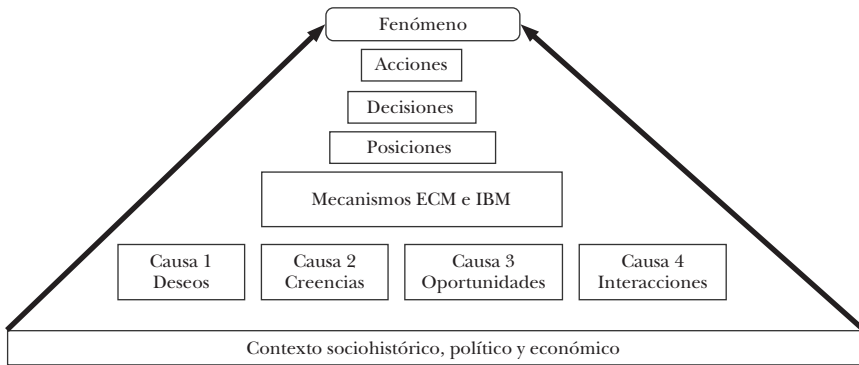 Fenómeno
Acciones
Decisiones
Posiciones
Mecanismos ECM e IBM
Causa 1
Deseos
Causa 2
Creencias
Causa 3
Oportunidades
Causa 4
Interacciones
Contexto sociohistórico, político y económico